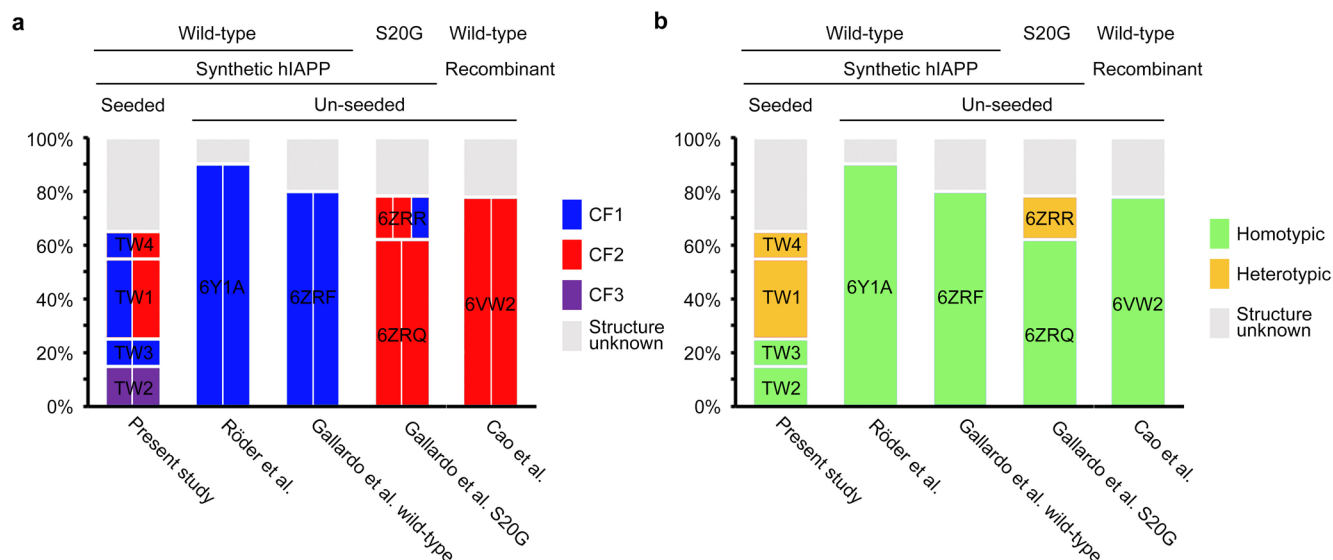 a
Wild-type
S20G
Wild-type
Synthetic hIAPP
Recombinant
Seeded
Un-seeded
100%
80%
60%
40%
20%
0%
TW4
TW1
TW3
TW2
6Y1A
6ZRF
6ZRR
6ZRQ
6VW2
CF1
CF2
CF3
Structure
unknown
Present study
Röder et al.
Gallardo et al. wild-type
Gallardo et al. S20G
Cao et al.
b
Wild-type
S20G
Wild-type
Synthetic hIAPP
Recombinant
Seeded
Un-seeded
100%
80%
60%
40%
20%
0%
TW4
TW1
TW3
TW2
6Y1A
6ZRF
6ZRR
6ZRQ
6VW2
Homotypic
Heterotypic
Structure
unknown
Present study
Röder et al.
Gallardo et al. wild-type
Gallardo et al. S20G
Cao et al.